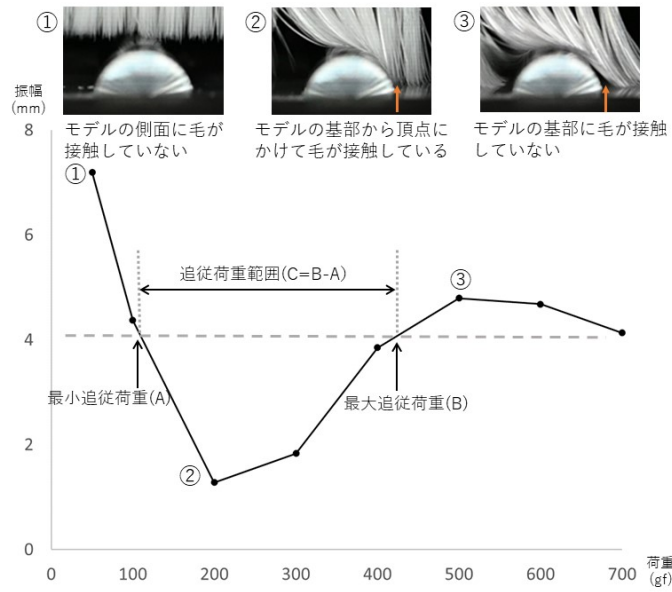 ①
②
③
モデルの側面に毛が
接触していない
モデルの基部から頂点に
かけて毛が接触している
モデルの基部に毛が接触
していない
振幅
(mm)
8
6
4
2
0
①
追従荷重範囲(C=B-A)
③
最小追従荷重(A)
最大追従荷重(B)
②
0 100 200 300 400 500 600 700
荷重
(gf)